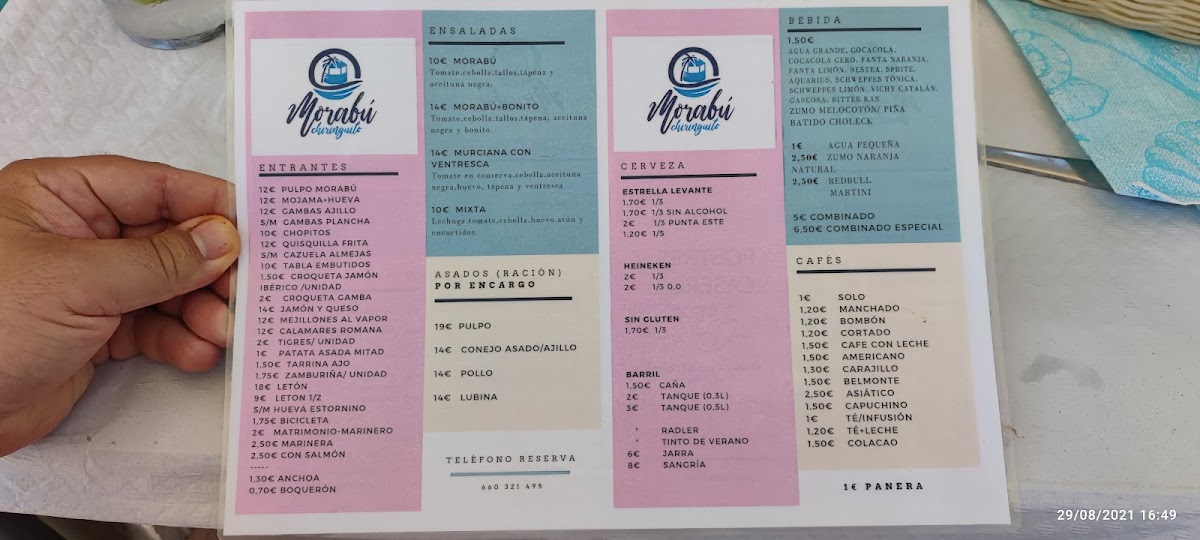 Morabú
chiringuito
ENTRANTES
12€ PULPO MORABÚ
12€ MOJAMA+HUEVA
12€ GAMBAS AJILLO
S/M GAMBAS PLANCHA
10€ CHOPITOS
12€ QUISQUILLA FRITA
S/M CAZUELA ALMEJAS
10€ TABLA EMBUTIDOS
1,50€ CROQUETA JAMÓN
IBÉRICO /UNIDAD
2€ CROQUETA GAMBA
14€ JAMÓN Y QUESO
12€ MEJILLONES AL VAPOR
12€ CALAMARES ROMANA
2€ TIGRES/ UNIDAD
1€ PATATA ASADA MITAD
1,50€ TARRINA AJO
1,75€ ZAMBURIÑA/ UNIDAD
18€ LETÓN
9€ LETON 1/2
S/M HUEVA ESTORNINO
1,75€ BICICLETA
2€ MATRIMONIO-MARINERO
2,50€ MARINERA
2,50€ CON SALMÓN
-----
1,30€ ANCHOA
0,70€ BOQUERÓN
ENSALADAS
10€ MORABÚ
Tomate,cebolla,tallos,tápena y
aceituna negra.
14€ MORABÚ+BONITO
Tomate,cebolla,tallos,tápena, aceituna
negra y bonito.
14€ MURCIANA CON
VENTRESCA
Tomate en conserva,cebolla,aceituna
negra,huevo, tápena y ventresca
10€ MIXTA
Lechoga,tomate,cebolla,huevo,atún y
encurtidos.
ASADOS (RACIÓN)
POR ENCARGO
19€ PULPO
14€ CONEJO ASADO/AJILLO
14€ POLLO
14€ LUBINA
TELÉFONO RESERVA
660 321 495
Morabú
chiringuito
CERVEZA
ESTRELLA LEVANTE
1,70€ 1/3
1,70€ 1/3 SIN ALCOHOL
2€ 1/3 PUNTA ESTE
1,20€ 1/5
HEINEKEN
2€ 1/3
2€ 1/3 0,0
SIN GLUTEN
1,70€ 1/3
BARRIL
1,50€ CAÑA
2€ TANQUE (0,3L)
3€ TANQUE (0,5L)
' RADLER
' TINTO DE VERANO
6€ JARRA
8€ SANGRÍA
BEBIDA
1,50€
AGUA GRANDE, COCACOLA,
COCACOLA CERO, FANTA NARANJA,
FANTA LIMÓN, NESTEA, SPRITE,
AQUARIUS, SCHWEPPES TÓNICA,
SCHWEPPES LIMÓN, VICHY CATALÁN,
GASEOSA, BITTER KAS
ZUMO MELOCOTÓN/ PIÑA
BATIDO CHOLECK
1€ AGUA PEQUEÑA
2,50€ ZUMO NARANJA
NATURAL
2,50€ REDBULL
MARTINI
5€ COMBINADO
6,50€ COMBINADO ESPECIAL
CAFÉS
1€ SOLO
1,20€ MANCHADO
1,20€ BOMBÓN
1,20€ CORTADO
1,50€ CAFE CON LECHE
1,50€ AMERICANO
1,30€ CARAJILLO
1,50€ BELMONTE
2,50€ ASIÁTICO
1,50€ CAPUCHINO
1€ TÉ/INFUSIÓN
1,20€ TÉ+LECHE
1,50€ COLACAO
1€ PANERA
29/08/2021 16:49